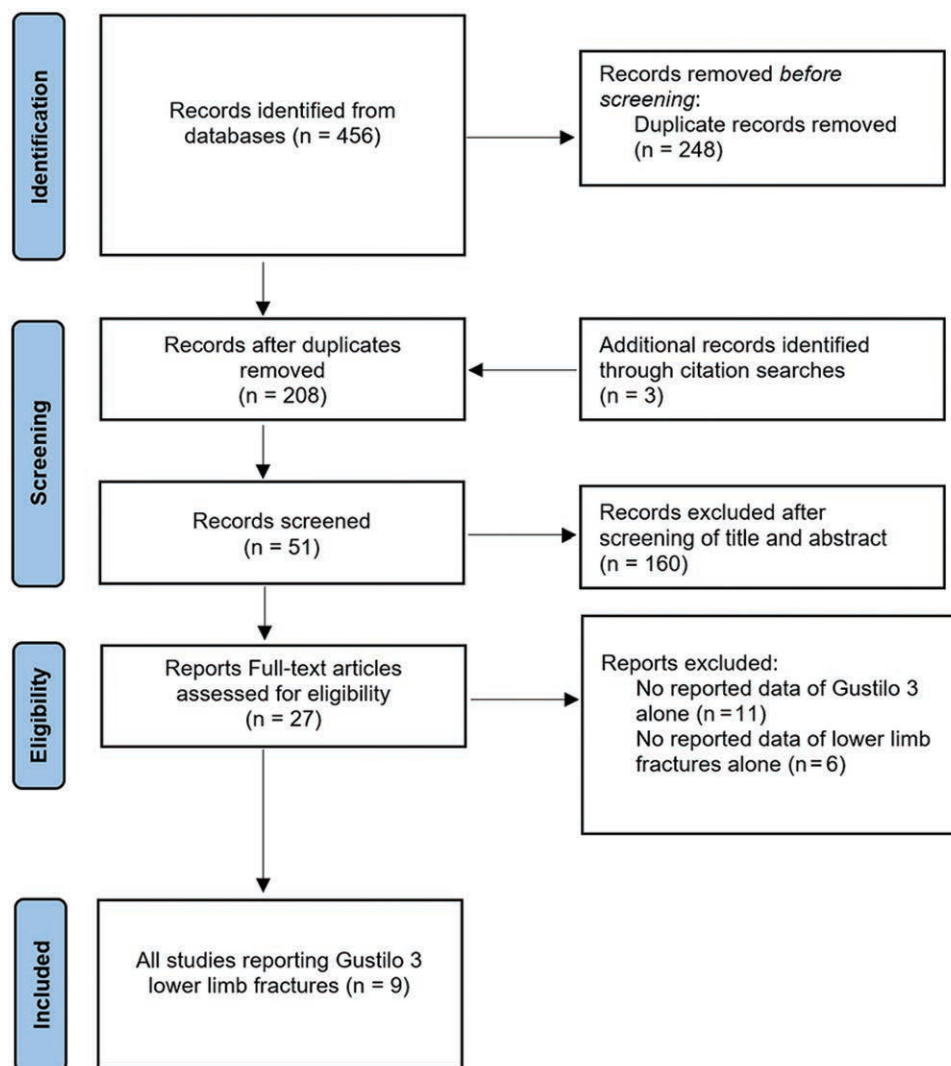 Identification
Records identified from
databases (n = 456)
Records removed before
screening:
Duplicate records removed
(n = 248)
Screening
Records after duplicates
removed
(n = 208)
Additional records identified
through citation searches
(n = 3)
Records screened
(n = 51)
Records excluded after
screening of title and abstract
(n = 160)
Eligibility
Reports Full-text articles
assessed for eligibility
(n = 27)
Reports excluded:
No reported data of Gustilo 3
alone (n = 11)
No reported data of lower limb
fractures alone (n = 6)
Included
All studies reporting Gustilo 3
lower limb fractures (n = 9)